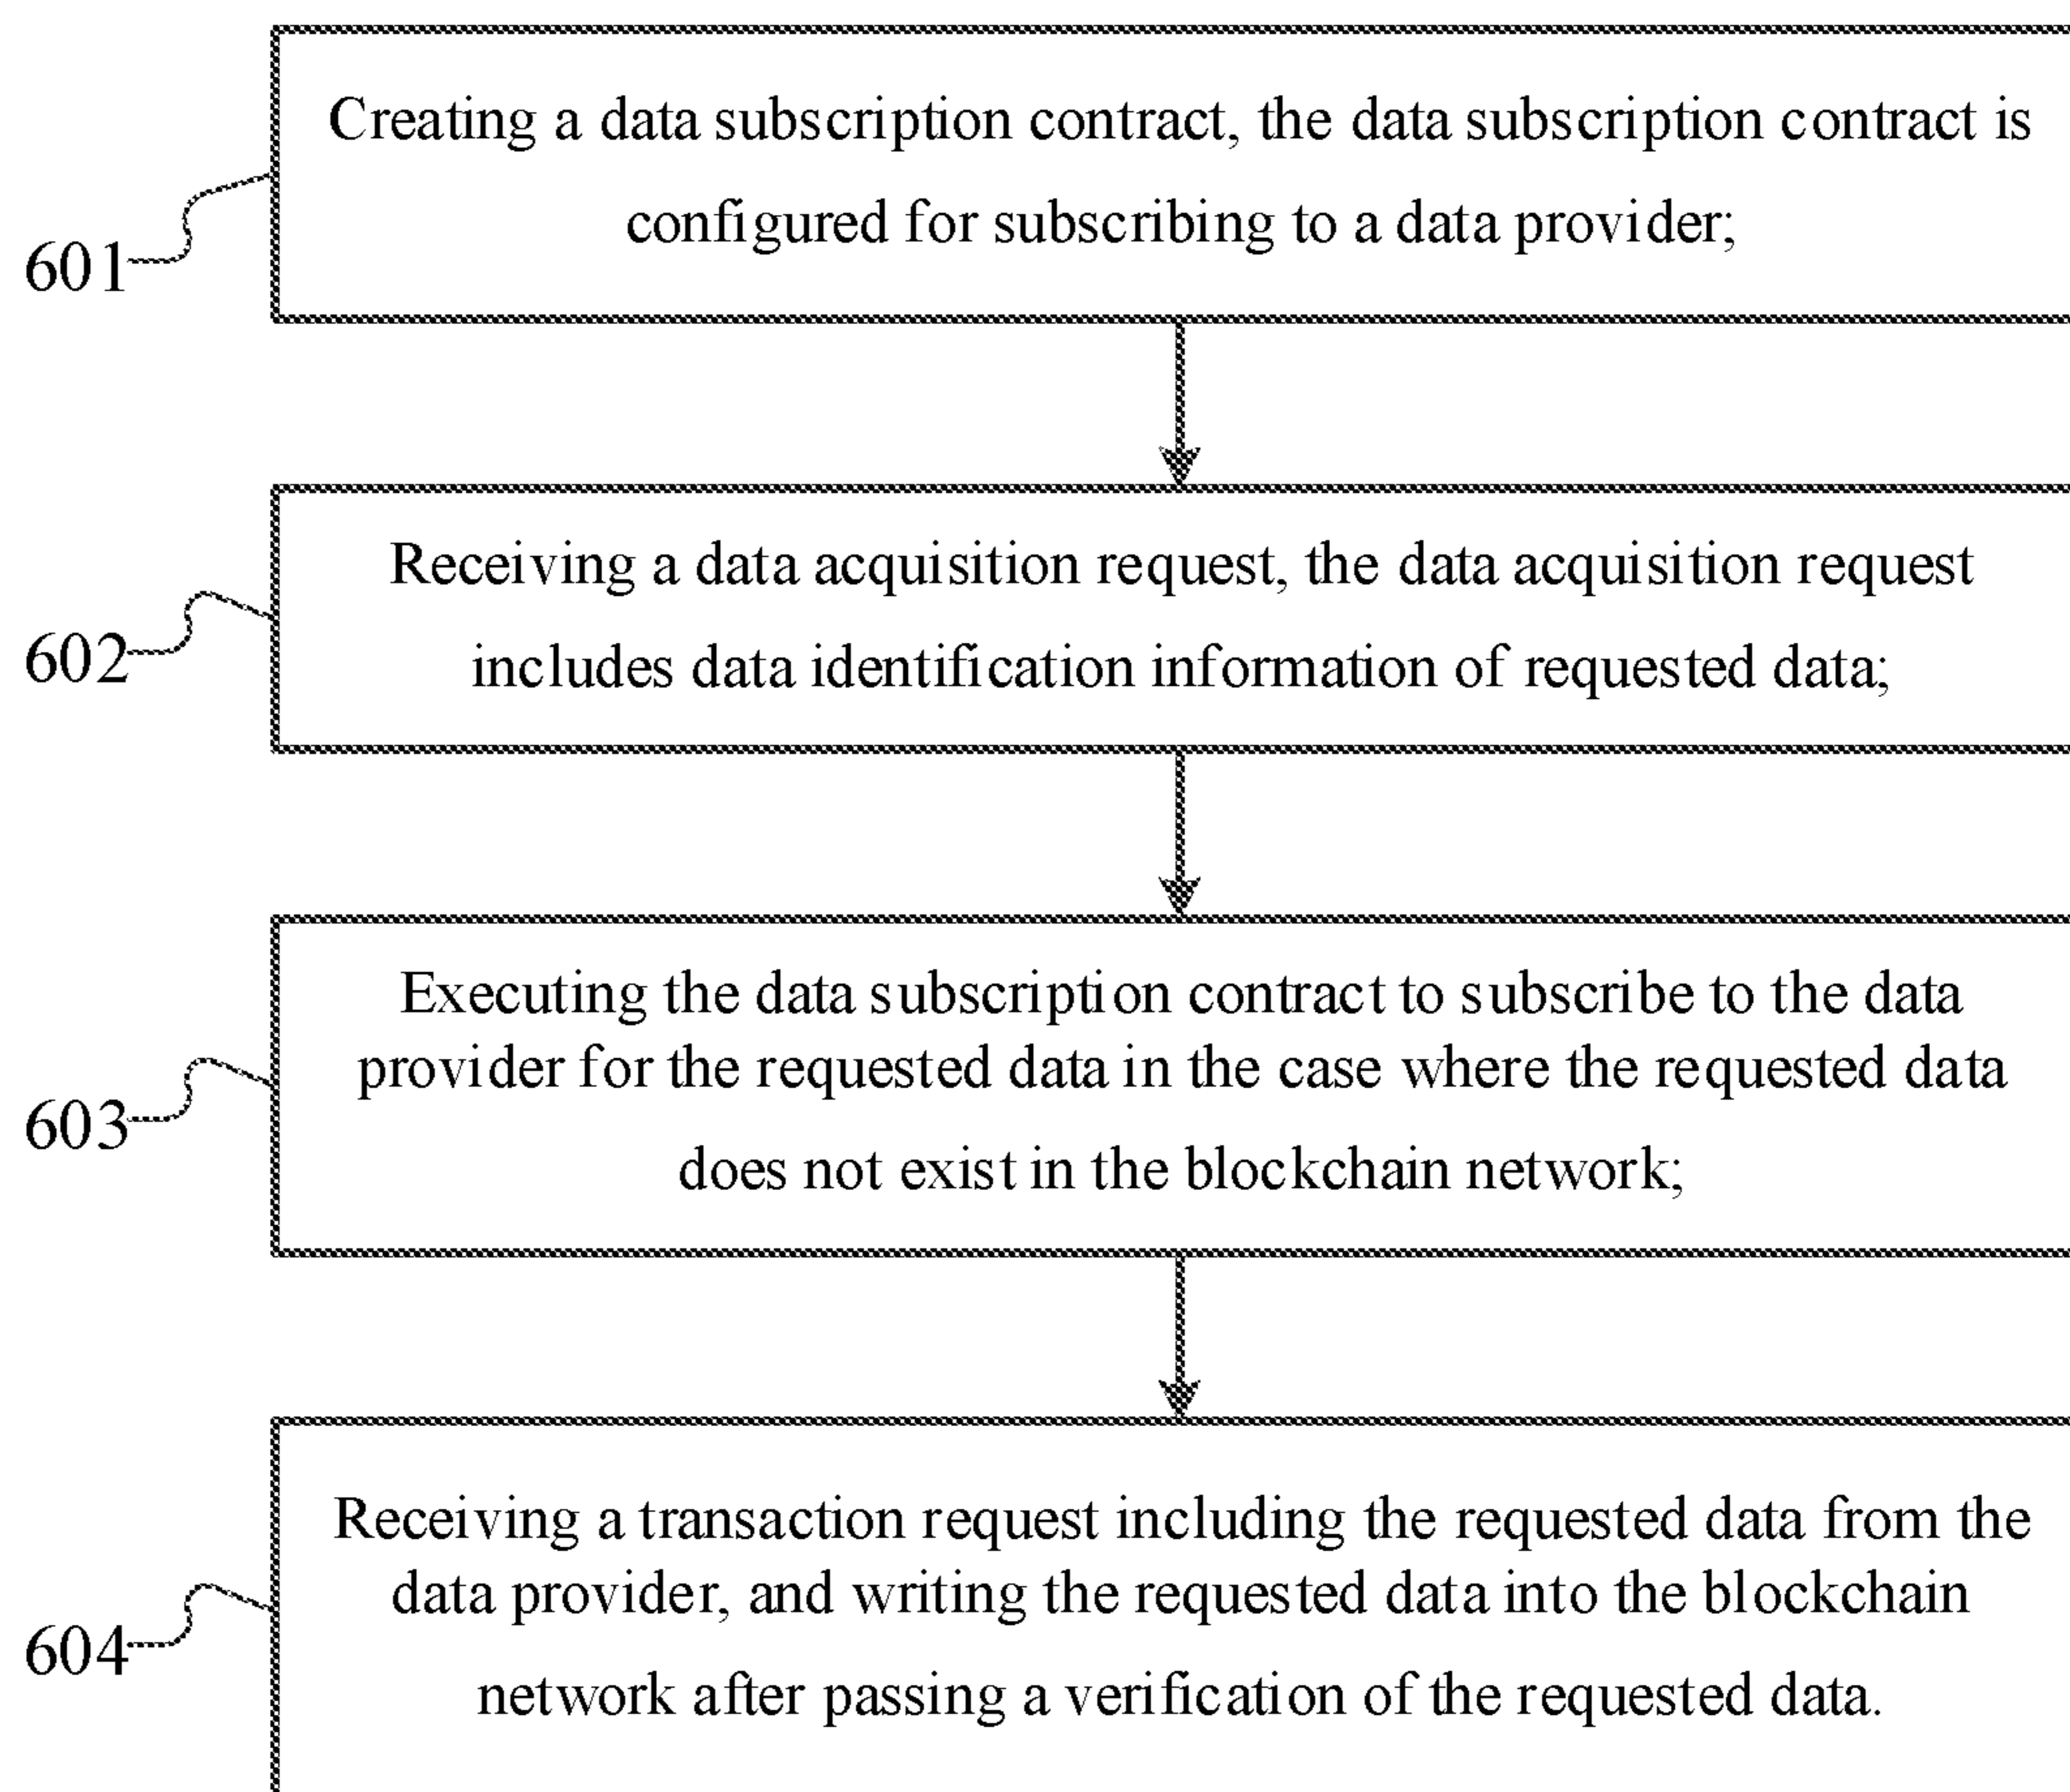 Creating a data subscription contract, the data subscription contract is
configured for subscribing to a data provider;
601
Receiving a data acquisition request, the data acquisition request
includes data identification information of requested data;
602
Executing the data subscription contract to subscribe to the data
provider for the requested data in the case where the requested data
does not exist in the blockchain network;
603
Receiving a transaction request including the requested data from the
data provider, and writing the requested data into the blockchain
network after passing a verification of the requested data.
604